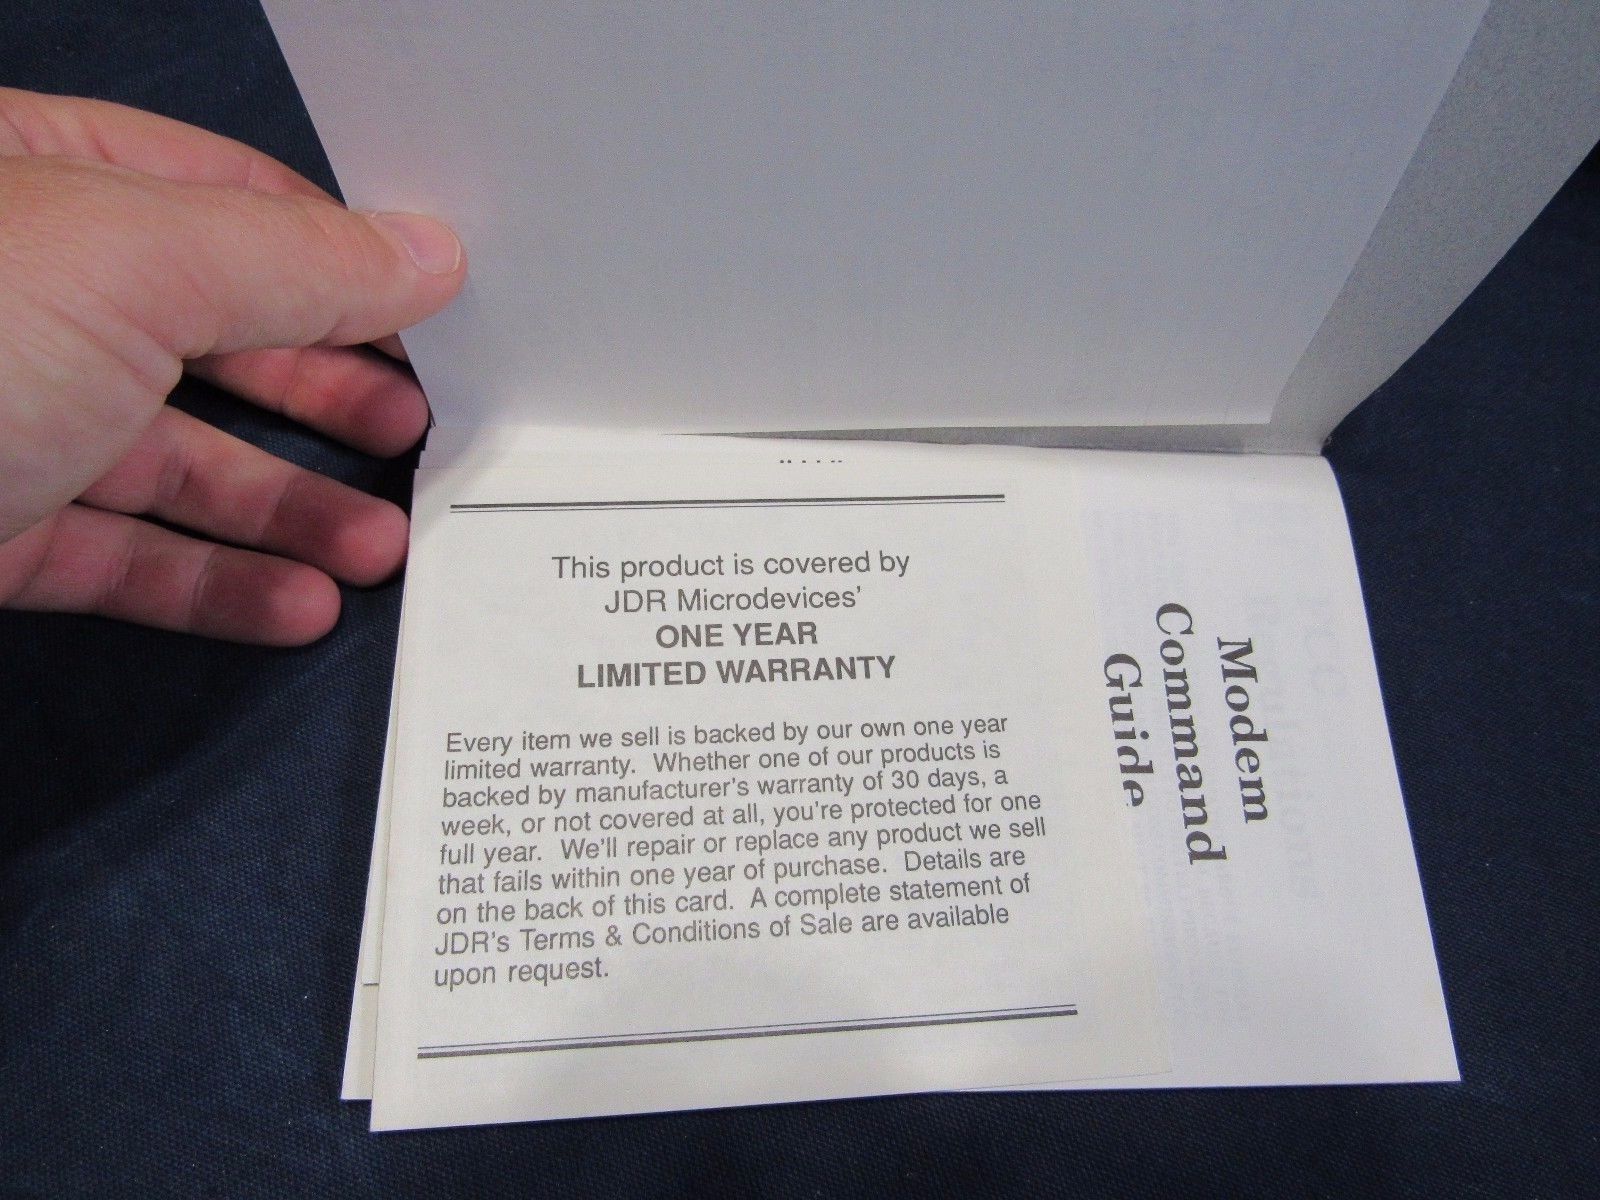 This product is covered by
JDR Microdevices'
ONE YEAR
LIMITED WARRANTY
Every item we sell is backed by our own one year
limited warranty. Whether one of our products is
backed by manufacturer's warranty of 30 days, a
week, or not covered at all, you're protected for one
full year. We'll repair or replace any product we sell
that fails within one year of purchase. Details are
on the back of this card. A complete statement of
JDR's Terms & Conditions of Sale are available
upon request.
Modem
Command
Guide